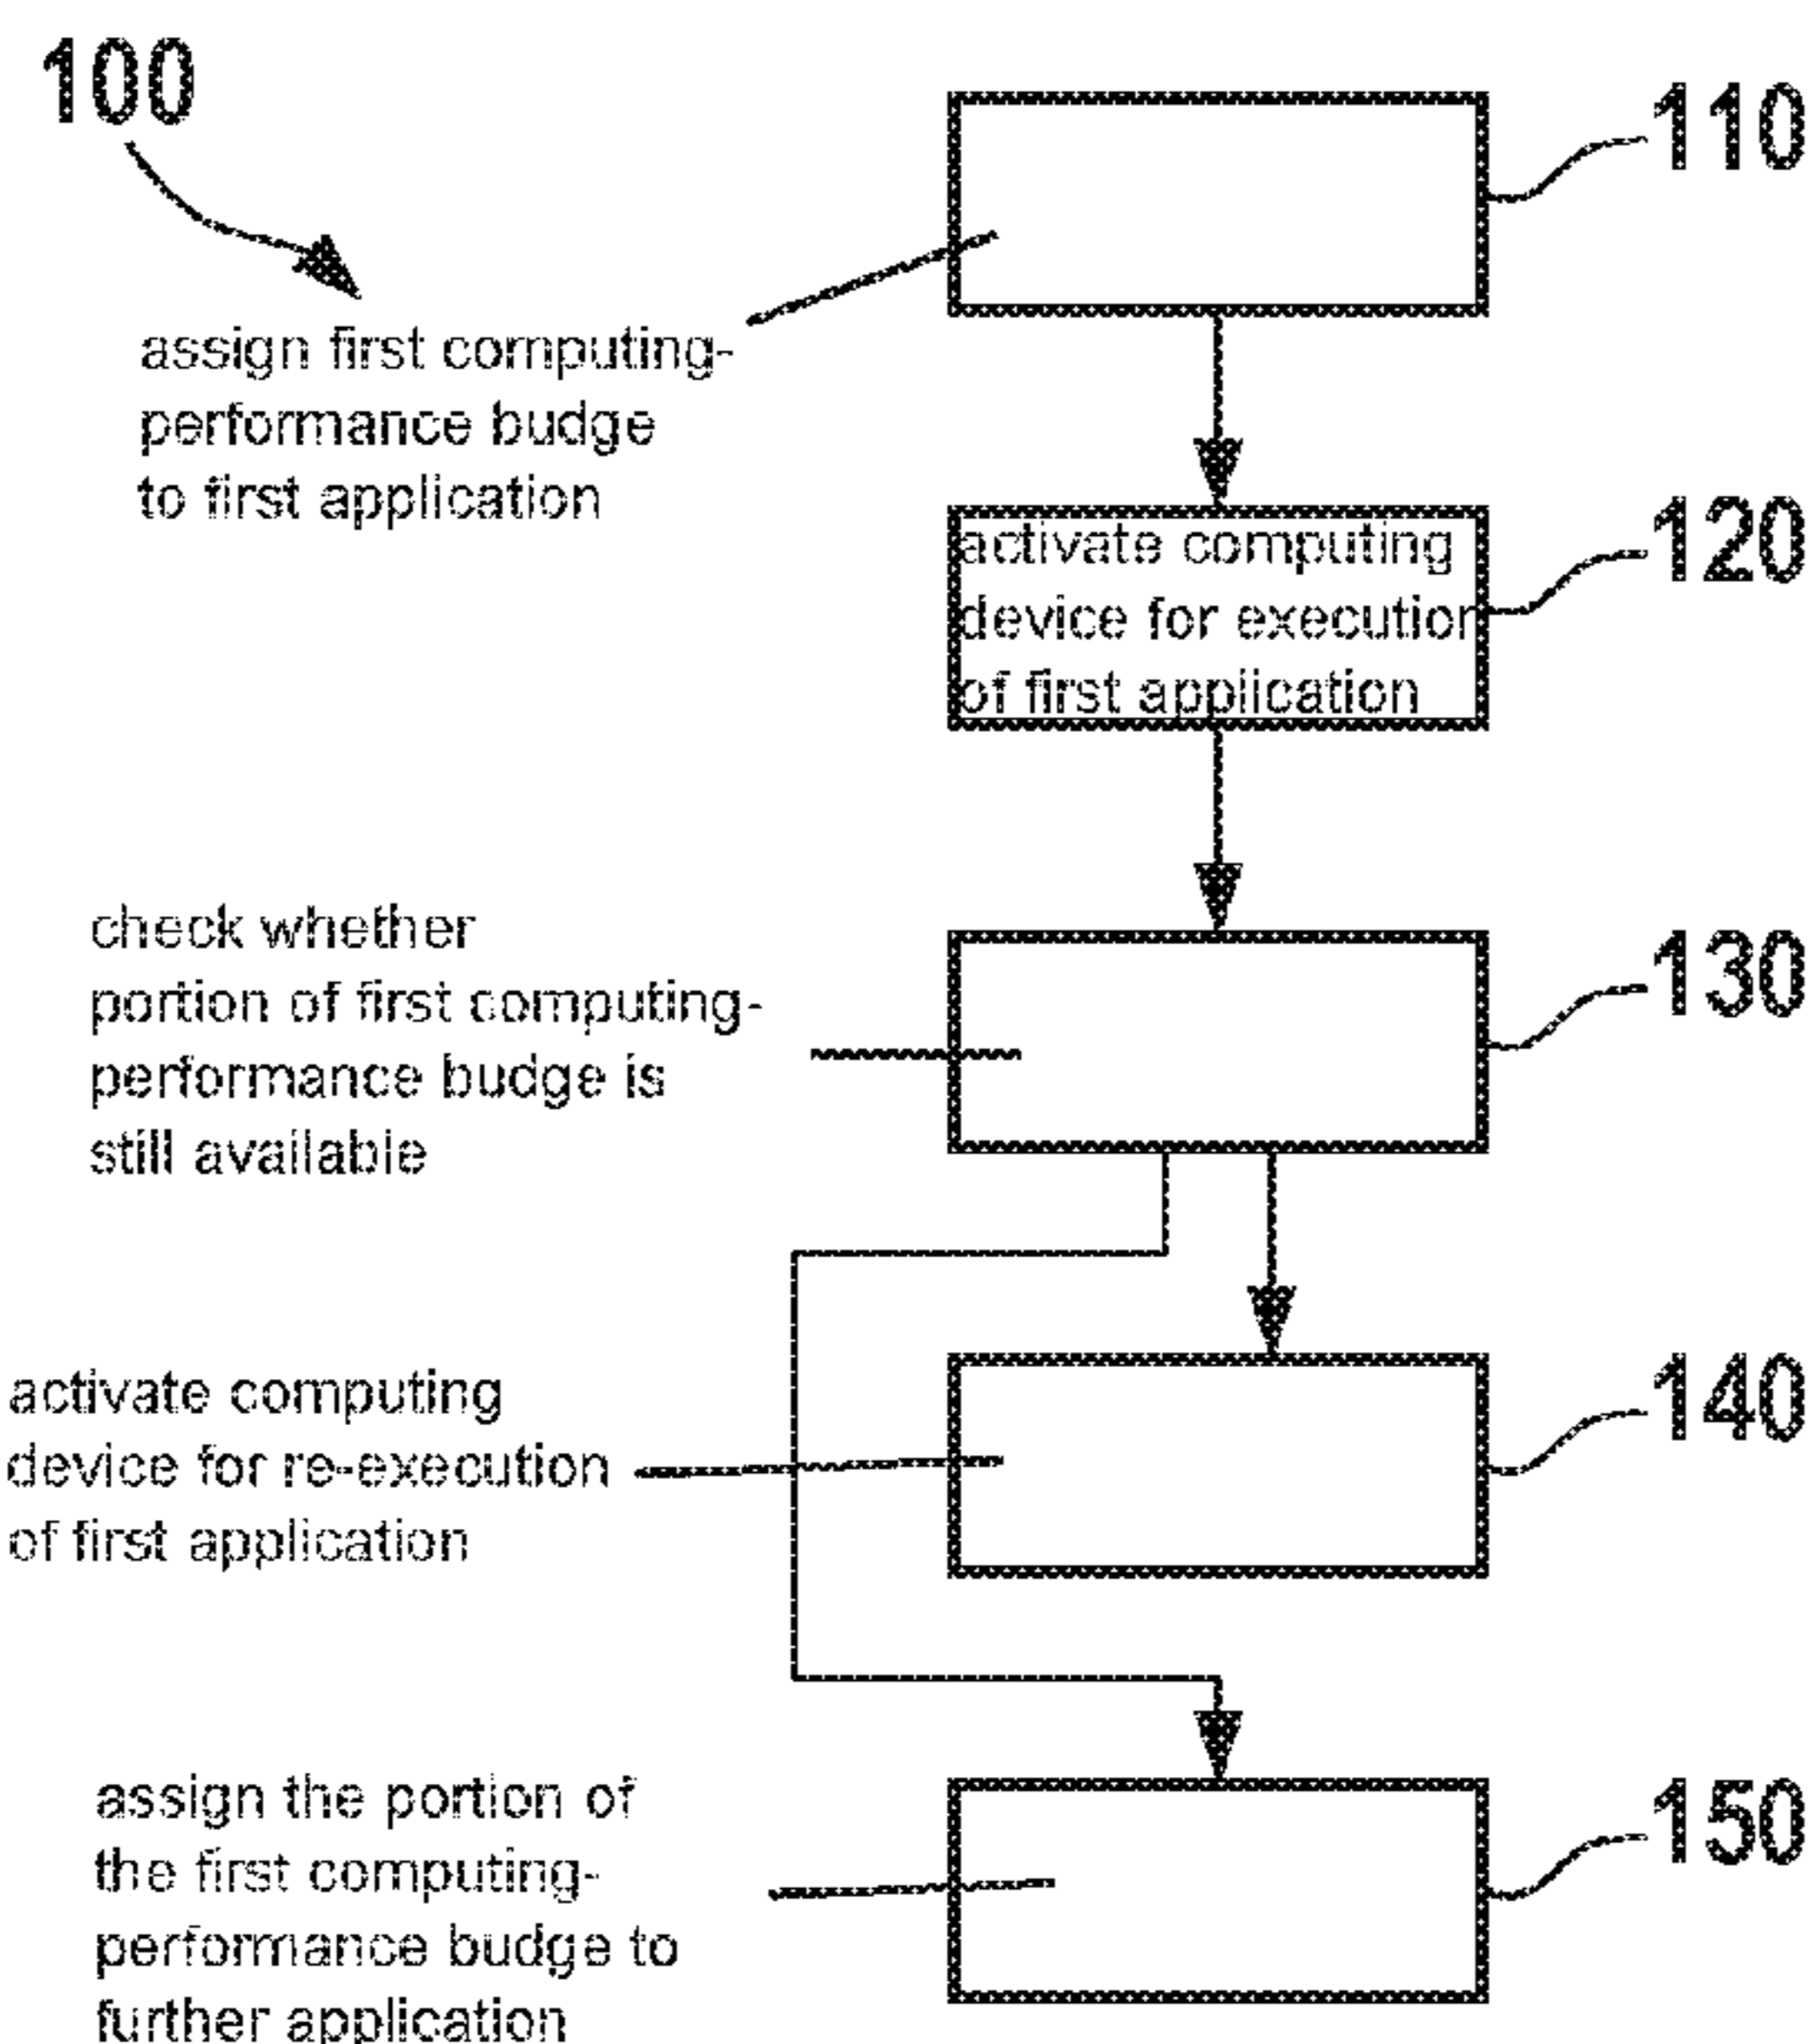 100
110
assign first computing-
performance budge
to first application
activate computing
device for execution
of first application
120
check whether
portion of first computing-
performance budge is
still available
130
activate computing
device for re-execution
of first application
140
assign the portion of
the first computing-
performance budge to
further application
150